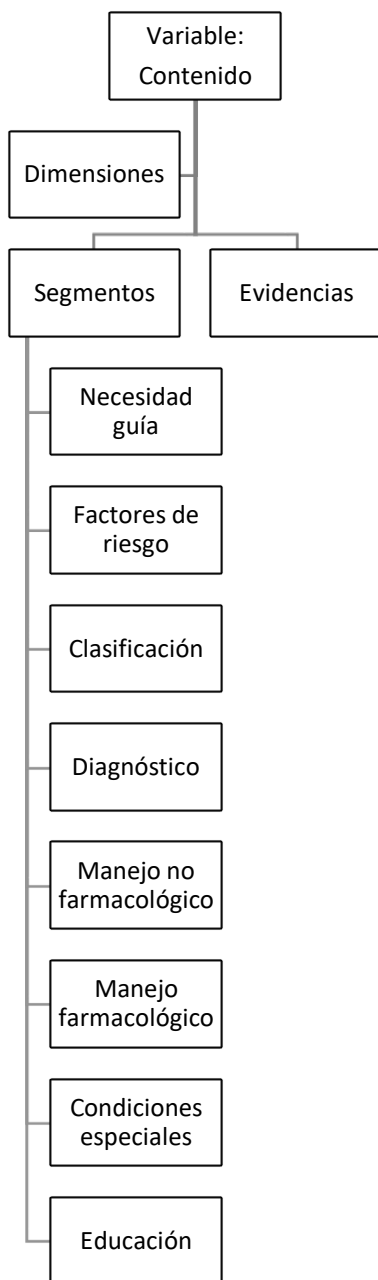 Variable:
Contenido
Dimensiones
Segmentos
Evidencias
Necesidad
guía
Factores de
riesgo
Clasificación
Diagnóstico
Manejo no
farmacológico
Manejo
farmacológico
Condiciones
especiales
Educación